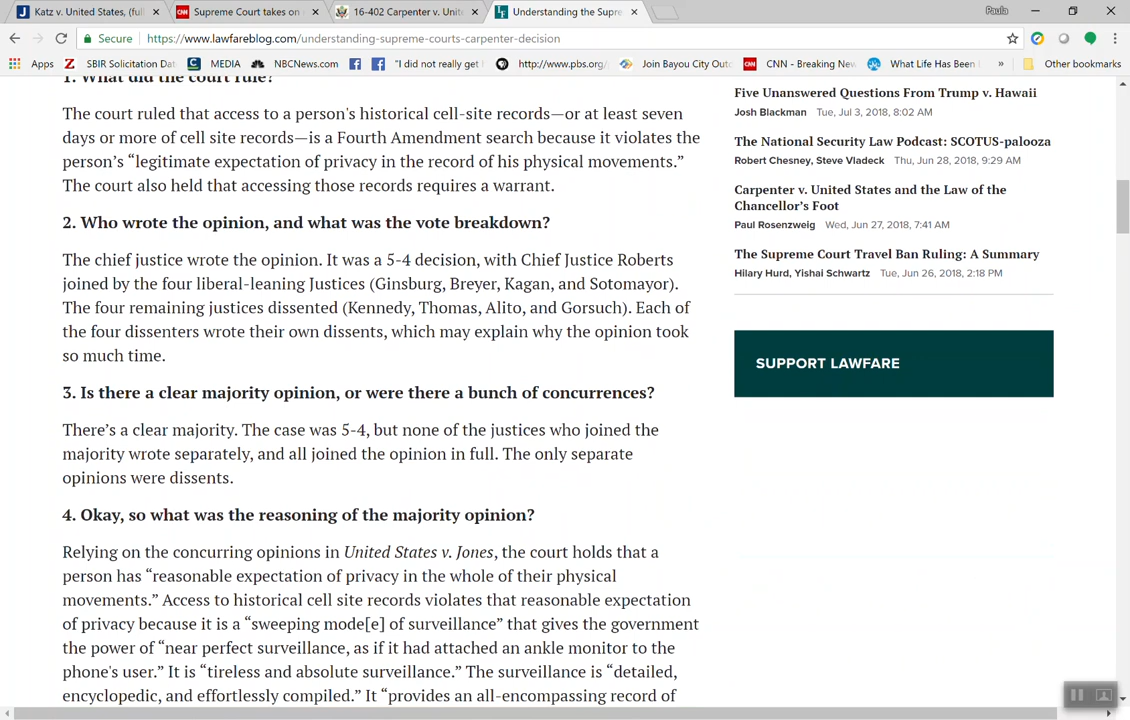 Katz v. United States, (full
Supreme Court takes on
16-402 Carpenter v. Unite
Understanding the Supre
Paula
Secure
https://www.lawfareblog.com/understanding-supreme-courts-carpenter-decision
Apps
SBIR Solicitation Dat
MEDIA
NBCNews.com
"I did not really get
http://www.pbs.org/
Join Bayou City Outd
CNN - Breaking New
What Life Has Been
»
Other bookmarks
1. What did the court rule?
The court ruled that access to a person's historical cell-site records—or at least seven
days or more of cell site records—is a Fourth Amendment search because it violates the
person's “legitimate expectation of privacy in the record of his physical movements.”
The court also held that accessing those records requires a warrant.
2. Who wrote the opinion, and what was the vote breakdown?
The chief justice wrote the opinion. It was a 5-4 decision, with Chief Justice Roberts
joined by the four liberal-leaning Justices (Ginsburg, Breyer, Kagan, and Sotomayor).
The four remaining justices dissented (Kennedy, Thomas, Alito, and Gorsuch). Each of
the four dissenters wrote their own dissents, which may explain why the opinion took
so much time.
3. Is there a clear majority opinion, or were there a bunch of concurrences?
There's a clear majority. The case was 5-4, but none of the justices who joined the
majority wrote separately, and all joined the opinion in full. The only separate
opinions were dissents.
4. Okay, so what was the reasoning of the majority opinion?
Relying on the concurring opinions in United States v. Jones, the court holds that a
person has “reasonable expectation of privacy in the whole of their physical
movements.” Access to historical cell site records violates that reasonable expectation
of privacy because it is a “sweeping mode[e] of surveillance” that gives the government
the power of “near perfect surveillance, as if it had attached an ankle monitor to the
phone's user.” It is “tireless and absolute surveillance.” The surveillance is “detailed,
encyclopedic, and effortlessly compiled.” It “provides an all-encompassing record of
Five Unanswered Questions From Trump v. Hawaii
Josh Blackman Tue, Jul 3, 2018, 8:02 AM
The National Security Law Podcast: SCOTUS-palooza
Robert Chesney, Steve Vladeck Thu, Jun 28, 2018, 9:29 AM
Carpenter v. United States and the Law of the
Chancellor's Foot
Paul Rosenzweig Wed, Jun 27, 2018, 7:41 AM
The Supreme Court Travel Ban Ruling: A Summary
Hilary Hurd, Yishai Schwartz Tue, Jun 26, 2018, 2:18 PM
SUPPORT LAWFARE